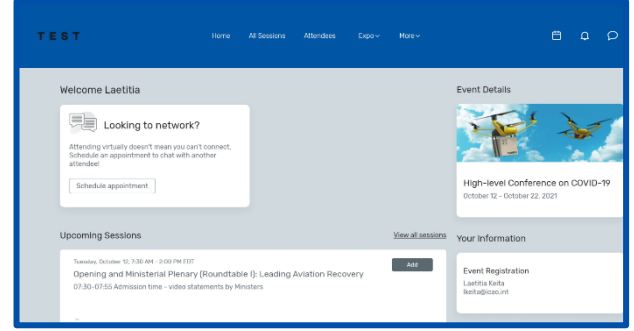 TEST
Home All Sessions Attendees Expo More
Welcome Laetitia
Looking to network?
Attending virtually doesn't mean you can't connect.
Schedule an appointment to chat with another
attendee!
Schedule appointment
Upcoming Sessions View all sessions
Tuesday, October 12, 7:30 AM - 2:00 PM EDT
Opening and Ministerial Plenary (Roundtable I): Leading Aviation Recovery
07:30-07:55 Admission time - video statements by Ministers
Add
Event Details
High-level Conference on COVID-19
October 12 - October 22, 2021
Your Information
Event Registration
Laetitia Keita
lkeita@icao.int